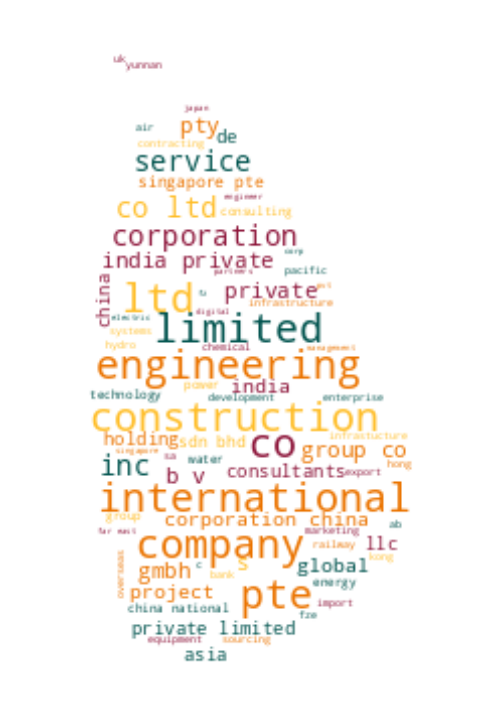 uk
yunnan
japan
air
pty
de
contracting
service
singapore pte
engineer
co ltd
consulting
corporation
corp
india private
partners
pacific
china
private
ltd
infrastructure
digital
electric
limited
systems
hydro
chemical
management
engineering
power
india
technology
development
enterprise
construction
holding
sdn bhd
co
infrastucture
group co
singapore
sa
water
inc
hong
b v
consultants
export
international
group
corporation china
ab
far east
marketing
company
railway
llc
kong
overseas
gmbh
c
s
bank
global
energy
project
pte
china national
import
fze
private limited
equipment
sourcing
asia